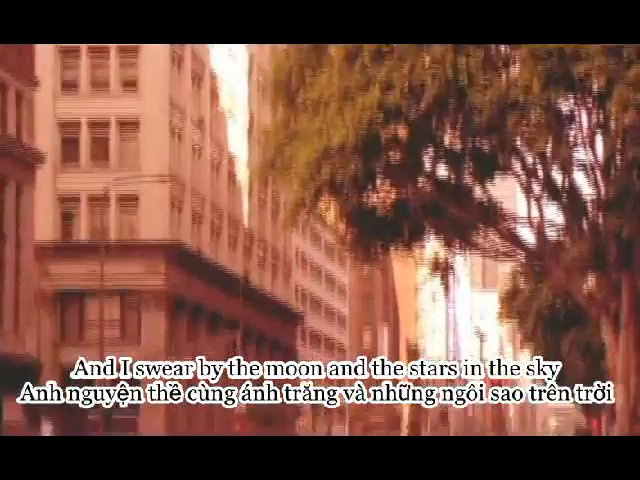 And I swear by the moon and the stars in the sky
Anh nguyện thề cùng ánh trăng và những ngôi sao trên trời